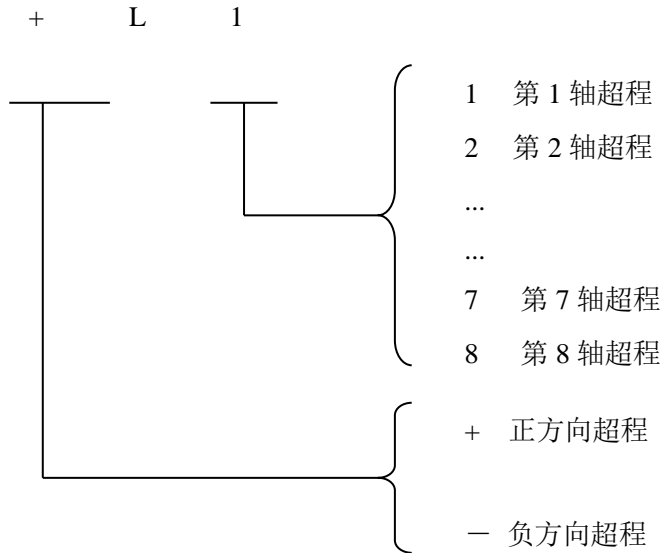 + L 1
1 第 1 轴超程
2 第 2 轴超程
...
...
7 第 7 轴超程
8 第 8 轴超程
+ 正方向超程
－ 负方向超程